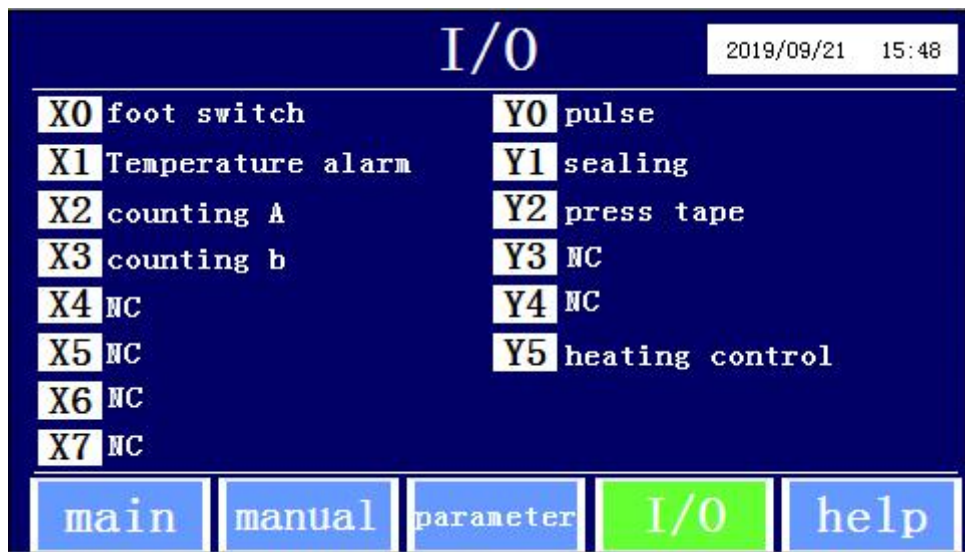 I/O
2019/09/21 15:48
X0 foot switch
X1 Temperature alarm
X2 counting A
X3 counting b
X4 NC
X5 NC
X6 NC
X7 NC
Y0 pulse
Y1 sealing
Y2 press tape
Y3 NC
Y4 NC
Y5 heating control
main manual parameter I/O help